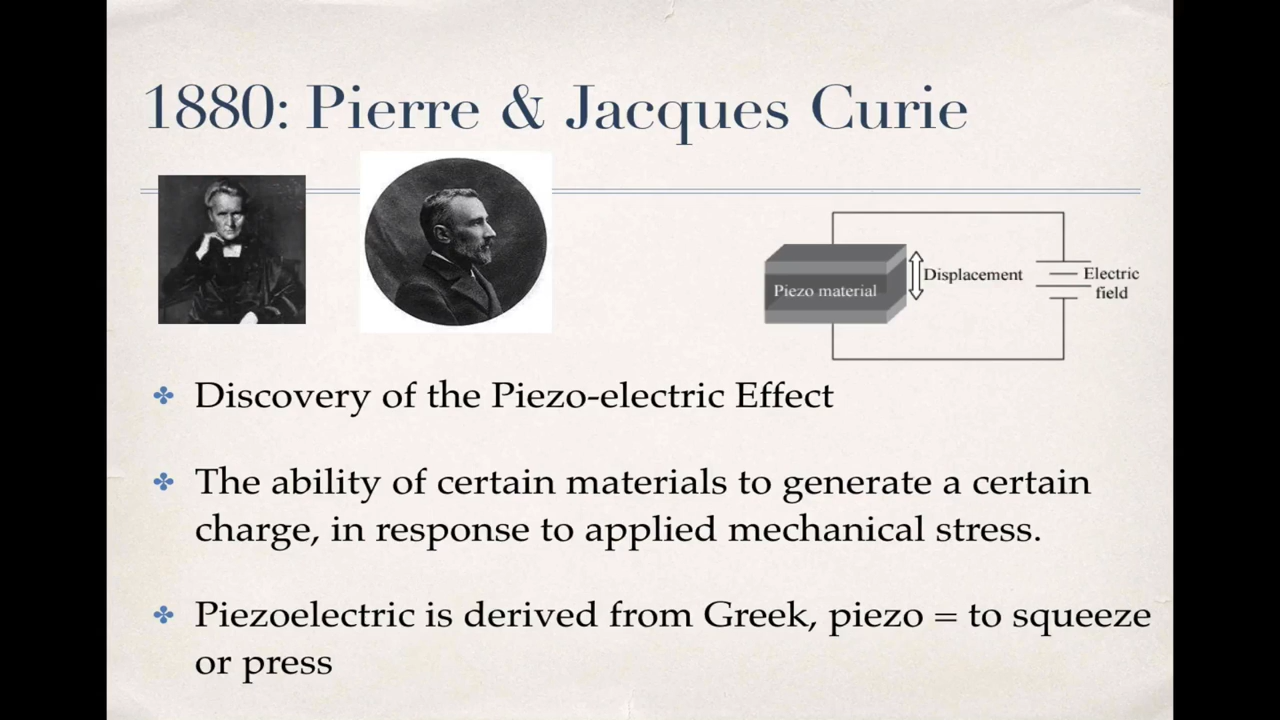 1880: Pierre & Jacques Curie
Piezo material
Displacement
Electric
field
Discovery of the Piezo-electric Effect
The ability of certain materials to generate a certain
charge, in response to applied mechanical stress.
Piezoelectric is derived from Greek, piezo = to squeeze
or press